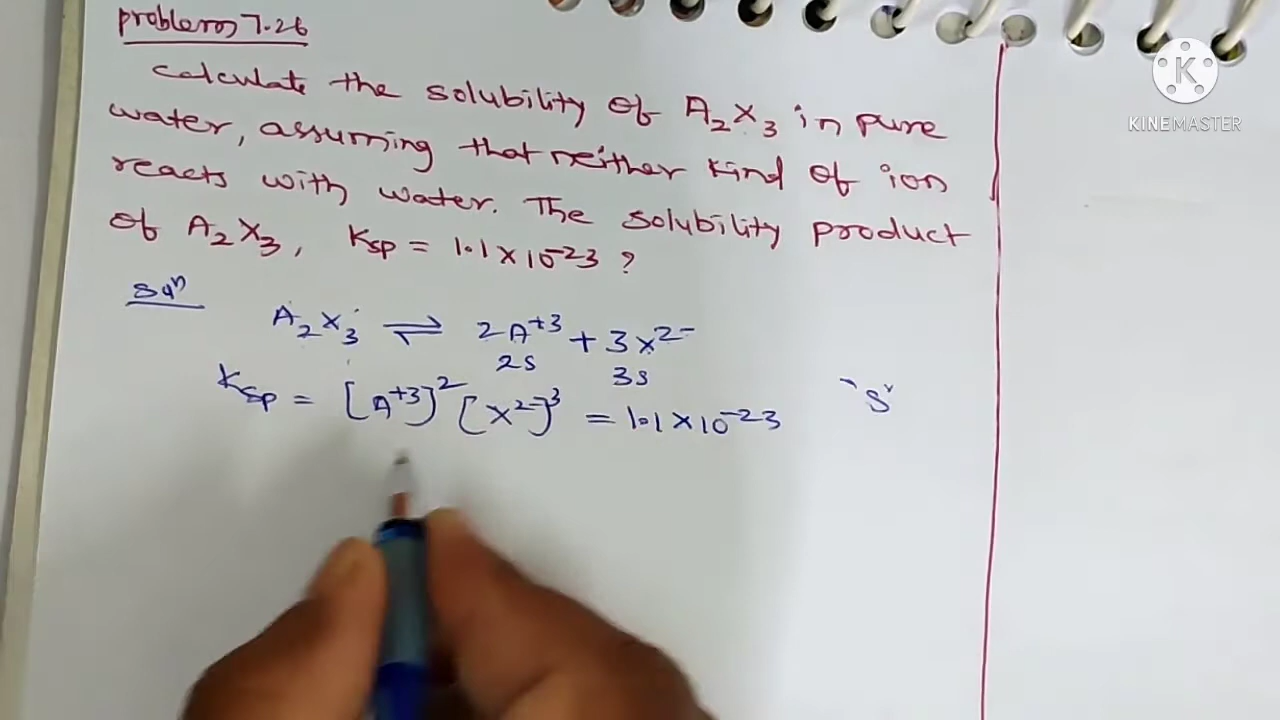 problem 7.26
K
KINEMASTER
calculate the solubility of A₂X₃ in pure
water, assuming that neither kind of ion
reacts with water. The solubility product
of A₂X₃, Ksp = 1.1 × 10⁻²³ ?
Solⁿ
A₂X₃ ⇌ 2A⁺³ + 3X²⁻
2S 3S
Ksp = [A⁺³]² [X²⁻]³ = 1.1 × 10⁻²³
'S'